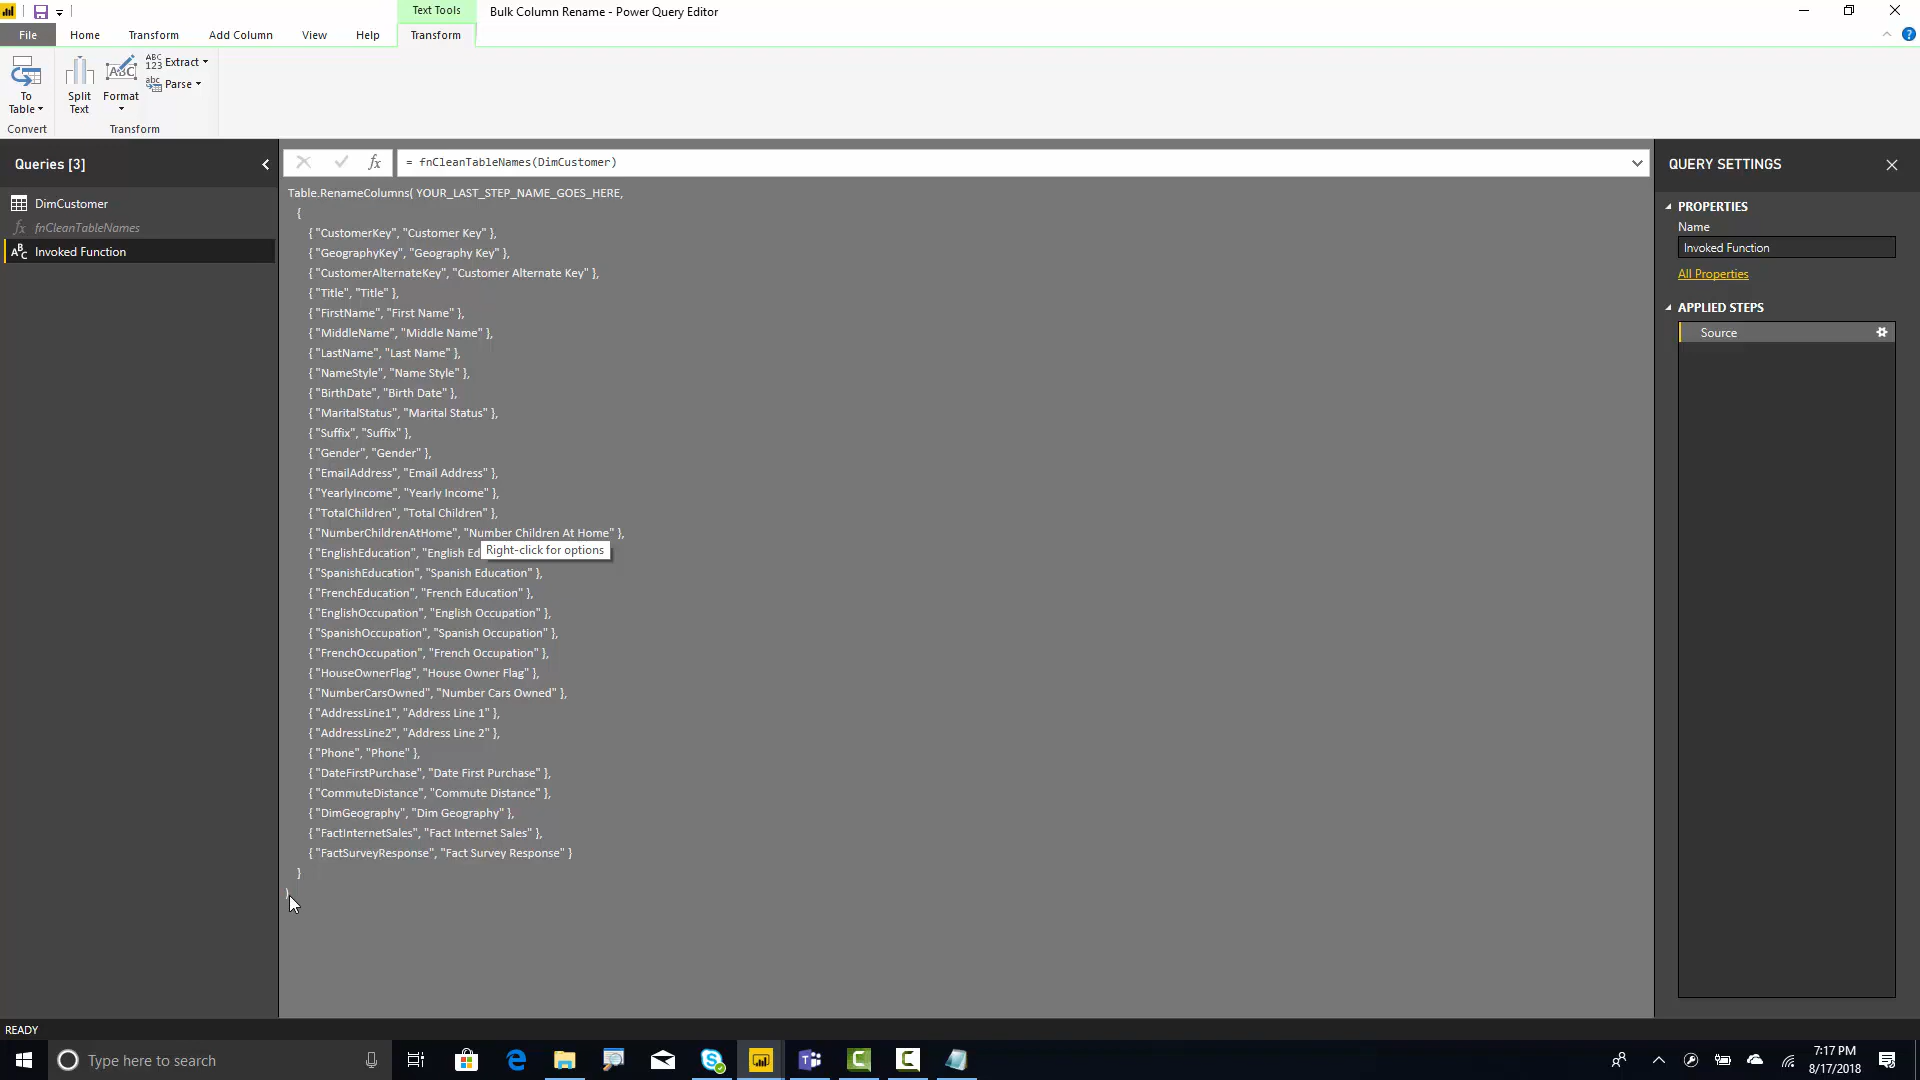 Text Tools
Bulk Column Rename - Power Query Editor
File
Home
Transform
Add Column
View
Help
Transform
To
Table
Convert
Split
Text
Format
ABC
123
Extract
abc
Parse
Transform
Queries [3]
DimCustomer
fx fnCleanTableNames
ABC Invoked Function
fx
= fnCleanTableNames(DimCustomer)
Table.RenameColumns( YOUR_LAST_STEP_NAME_GOES_HERE,
{
{ "CustomerKey", "Customer Key" },
{ "GeographyKey", "Geography Key" },
{ "CustomerAlternateKey", "Customer Alternate Key" },
{ "Title", "Title" },
{ "FirstName", "First Name" },
{ "MiddleName", "Middle Name" },
{ "LastName", "Last Name" },
{ "NameStyle", "Name Style" },
{ "BirthDate", "Birth Date" },
{ "MaritalStatus", "Marital Status" },
{ "Suffix", "Suffix" },
{ "Gender", "Gender" },
{ "EmailAddress", "Email Address" },
{ "YearlyIncome", "Yearly Income" },
{ "TotalChildren", "Total Children" },
{ "NumberChildrenAtHome", "Number Children At Home" },
{ "EnglishEducation", "English Ed
Right-click for options
{ "SpanishEducation", "Spanish Education" },
{ "FrenchEducation", "French Education" },
{ "EnglishOccupation", "English Occupation" },
{ "SpanishOccupation", "Spanish Occupation" },
{ "FrenchOccupation", "French Occupation" },
{ "HouseOwnerFlag", "House Owner Flag" },
{ "NumberCarsOwned", "Number Cars Owned" },
{ "AddressLine1", "Address Line 1" },
{ "AddressLine2", "Address Line 2" },
{ "Phone", "Phone" },
{ "DateFirstPurchase", "Date First Purchase" },
{ "CommuteDistance", "Commute Distance" },
{ "DimGeography", "Dim Geography" },
{ "FactInternetSales", "Fact Internet Sales" },
{ "FactSurveyResponse", "Fact Survey Response" }
}
)
QUERY SETTINGS
PROPERTIES
Name
Invoked Function
All Properties
APPLIED STEPS
Source
READY
Type here to search
7:17 PM
8/17/2018